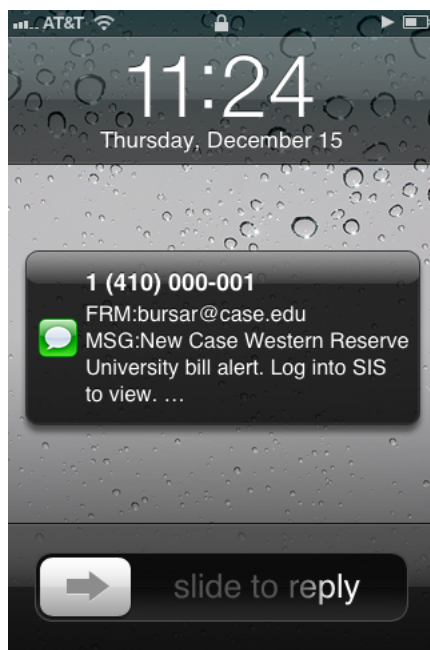 AT&T
11:24
Thursday, December 15
1 (410) 000-001
FRM:bursar@case.edu
MSG:New Case Western Reserve
University bill alert. Log into SIS
to view. ...
slide to reply